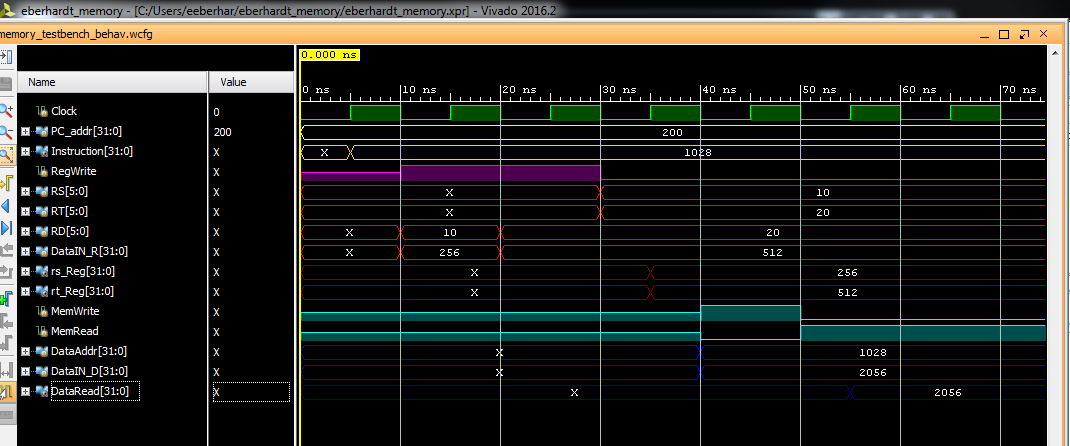 eberhardt_memory - [C:/Users/eeberhar/eberhardt_memory/eberhardt_memory.xpr] - Vivado 2016.2
memory_testbench_behav.wcfg
0.000 ns
Name Value
0 ns 10 ns 20 ns 30 ns 40 ns 50 ns 60 ns 70 ns
Clock 0
PC_addr[31:0] 200 200
Instruction[31:0] X X 1028
RegWrite X
RS[5:0] X X 10
RT[5:0] X X 20
RD[5:0] X X 10 20
DataIN_R[31:0] X X 256 512
rs_Reg[31:0] X X 256
rt_Reg[31:0] X X 512
MemWrite X
MemRead X
DataAddr[31:0] X X 1028
DataIN_D[31:0] X X 2056
DataRead[31:0] X X 2056